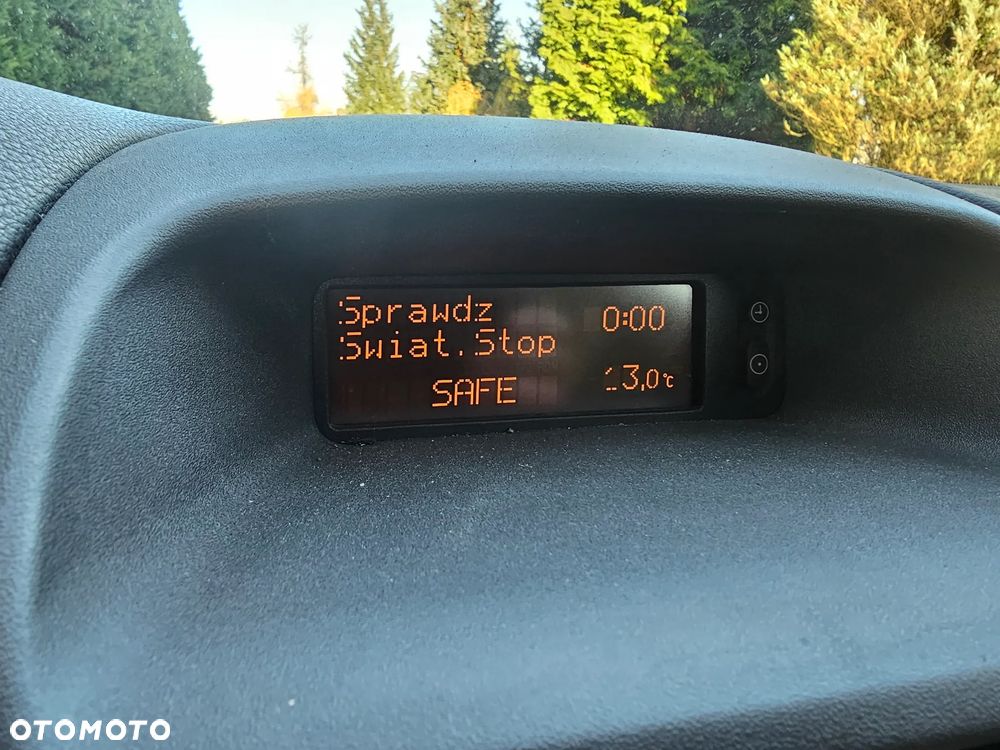 Sprawdz 0:00
Swiat.Stop
SAFE 13,0°C
OTOMOTO